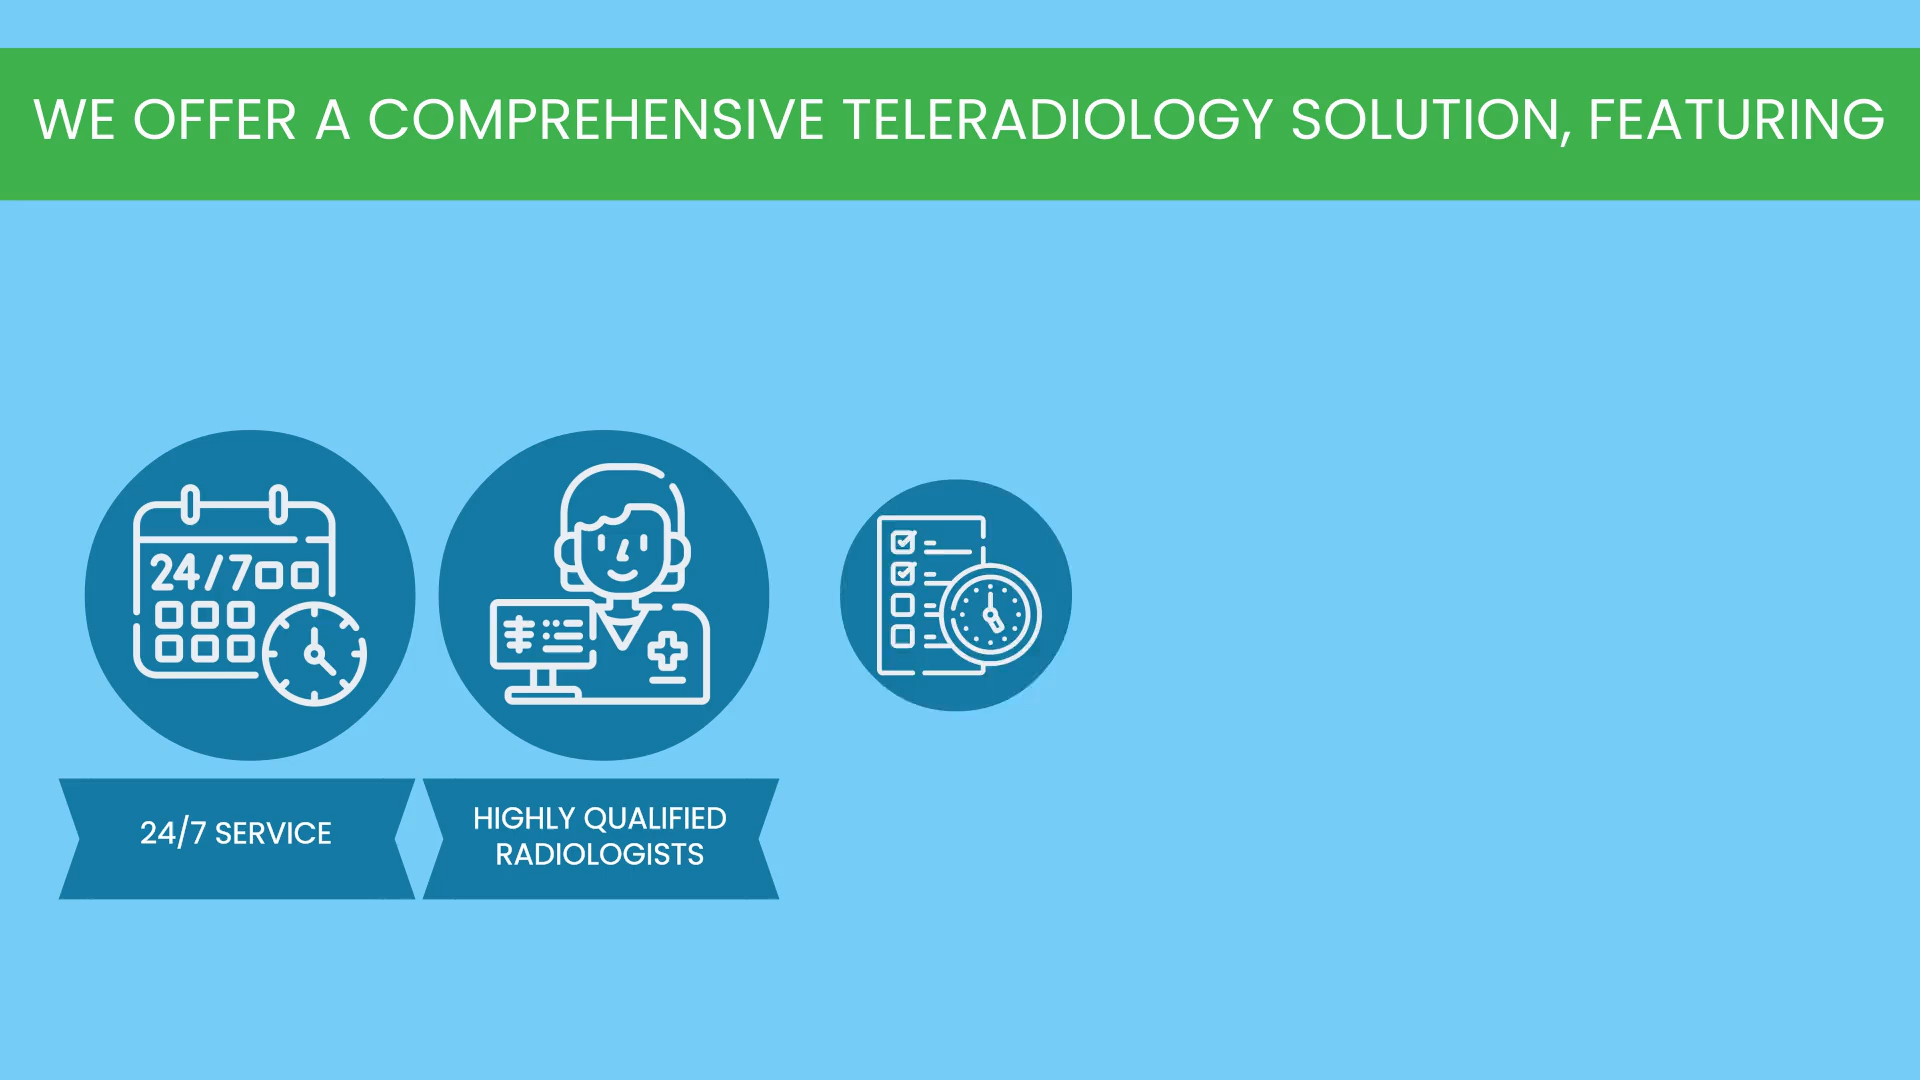 WE OFFER A COMPREHENSIVE TELERADIOLOGY SOLUTION, FEATURING
24/7
24/7 SERVICE
HIGHLY QUALIFIED
RADIOLOGISTS